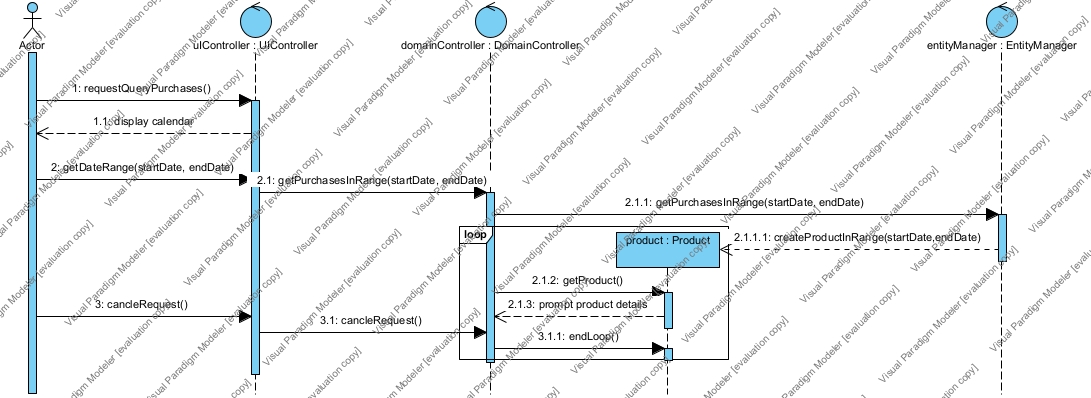 Actor
uIController : UIController
domainController : DomainController
entityManager : EntityManager
1: requestQueryPurchases()
1.1: display calendar
2: getDateRange(startDate, endDate)
2.1: getPurchasesInRange(startDate, endDate)
2.1.1: getPurchasesInRange(startDate, endDate)
loop
product : Product
2.1.1.1: createProductInRange(startDate,endDate)
2.1.2: getProduct()
3: cancleRequest()
2.1.3: prompt product details
3.1: cancleRequest()
3.1.1: endLoop()
Visual Paradigm Modeler [evaluation copy]